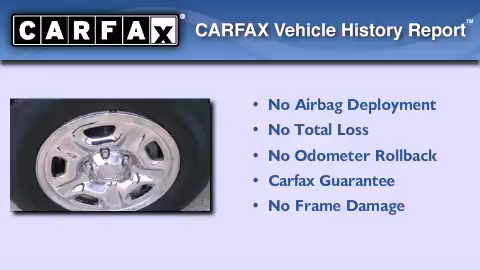 CARFAX® CARFAX Vehicle History Report™
• No Airbag Deployment
• No Total Loss
• No Odometer Rollback
• Carfax Guarantee
• No Frame Damage